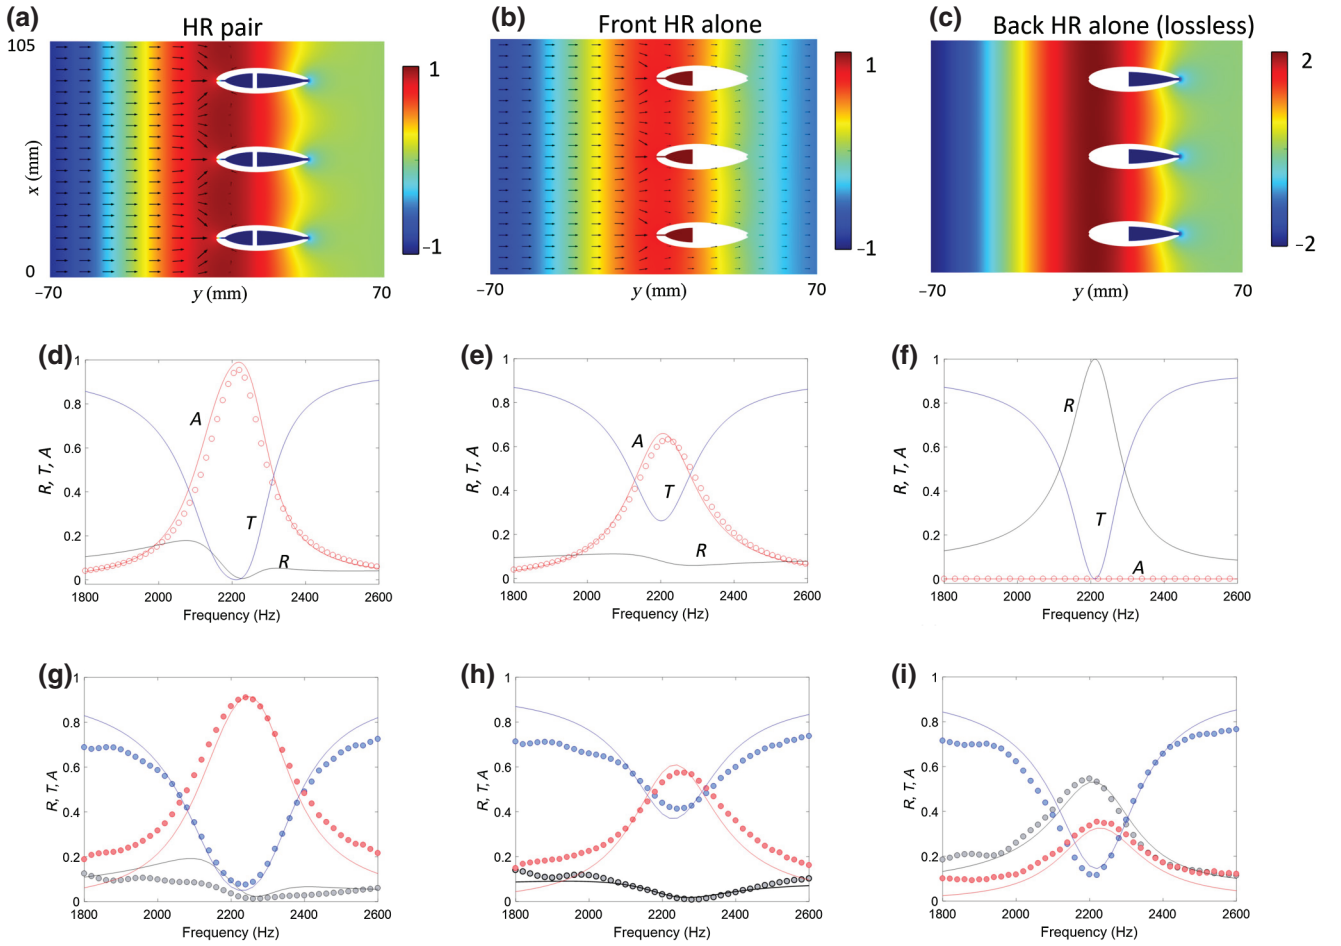 (a) HR pair
105
x (mm)
0
−70 y (mm) 70
1
−1
(b) Front HR alone
−70 y (mm) 70
1
−1
(c) Back HR alone (lossless)
−70 y (mm) 70
2
−2
(d)
R, T, A
1
0.8
0.6
0.4
0.2
0
A
T
R
1800 2000 2200 2400 2600
Frequency (Hz)
(e)
R, T, A
1
0.8
0.6
0.4
0.2
0
A
T
R
1800 2000 2200 2400 2600
Frequency (Hz)
(f)
R, T, A
1
0.8
0.6
0.4
0.2
0
R
T
A
1800 2000 2200 2400 2600
Frequency (Hz)
(g)
R, T, A
1
0.8
0.6
0.4
0.2
0
1800 2000 2200 2400 2600
Frequency (Hz)
(h)
R, T, A
1
0.8
0.6
0.4
0.2
0
1800 2000 2200 2400 2600
Frequency (Hz)
(i)
R, T, A
1
0.8
0.6
0.4
0.2
0
1800 2000 2200 2400 2600
Frequency (Hz)